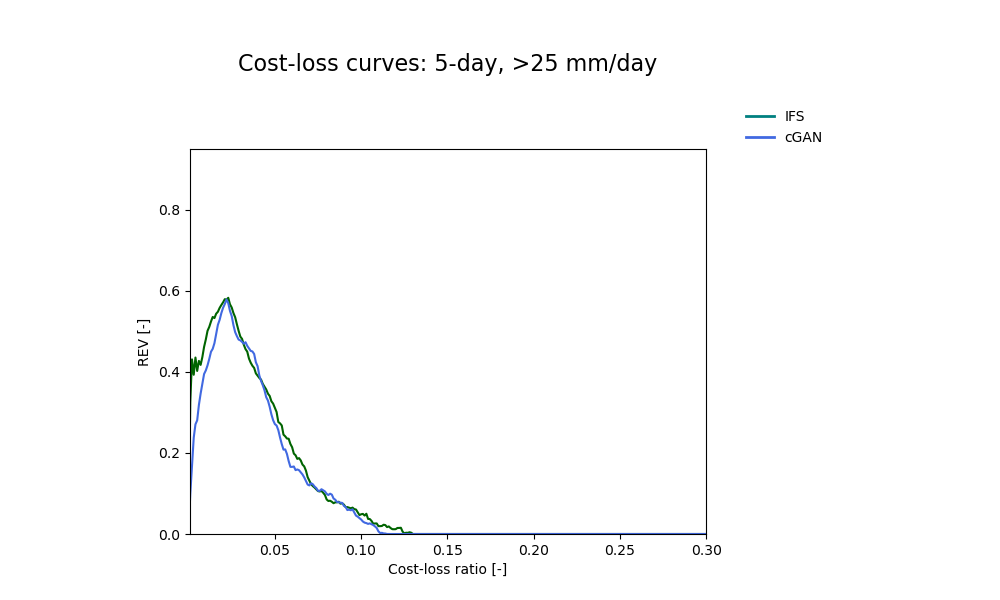 Cost-loss curves: 5-day, >25 mm/day
IFS
cGAN
0.8
0.6
0.4
0.2
0.0
REV [-]
0.05 0.10 0.15 0.20 0.25 0.30
Cost-loss ratio [-]